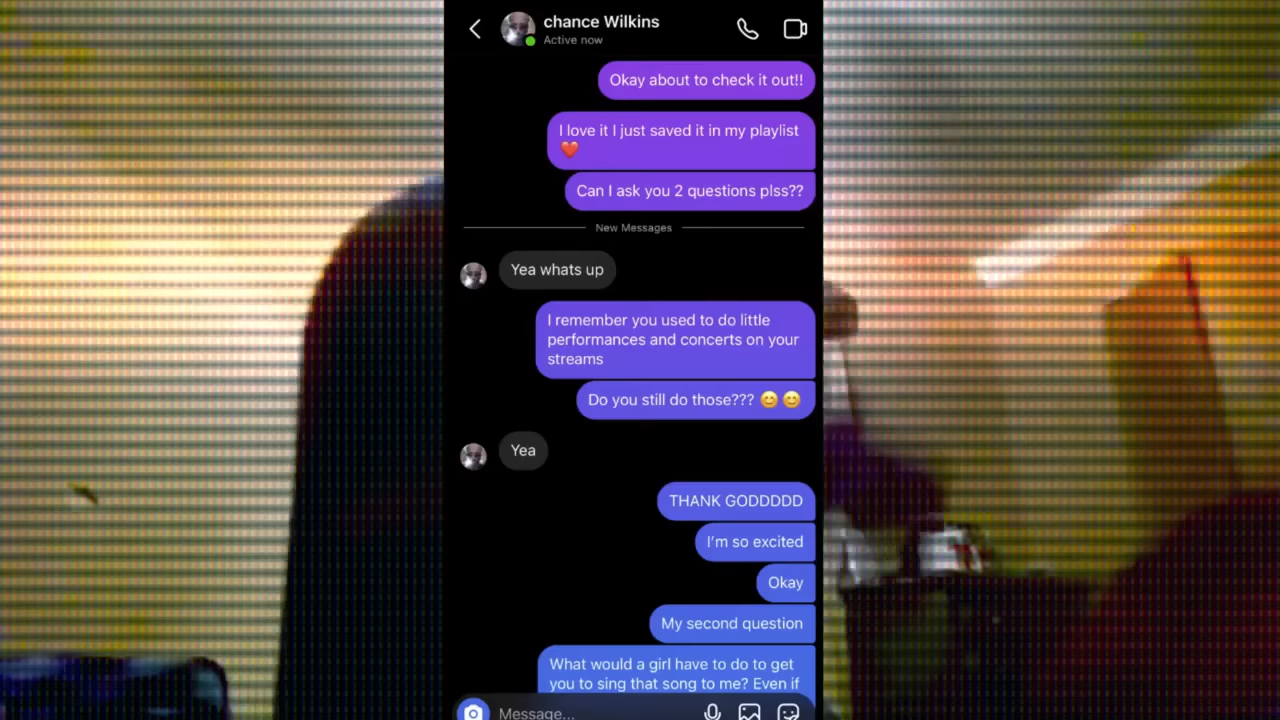 chance Wilkins
Active now
Okay about to check it out!!
I love it I just saved it in my playlist
❤️
Can I ask you 2 questions plss??
New Messages
Yea whats up
I remember you used to do little
performances and concerts on your
streams
Do you still do those??? 😊😊
Yea
THANK GODDDDD
I'm so excited
Okay
My second question
What would a girl have to do to get
you to sing that song to me? Even if
Message...